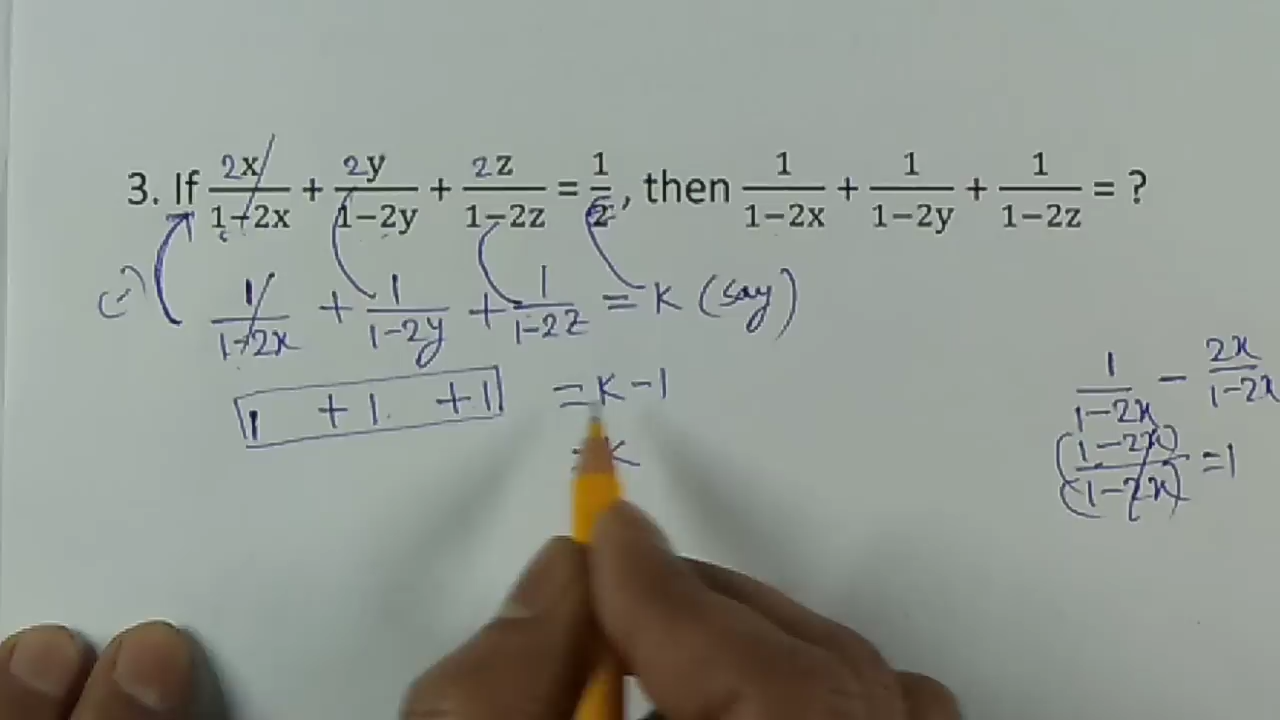 3. If 2x/1−2x + 2y/1−2y + 2z/1−2z = 1/2, then 1/1−2x + 1/1−2y + 1/1−2z = ?
(-) 1/1-2x + 1/1-2y + 1/1-2z = K (say)
1 + 1 + 1 = K - 1
= K
1/1-2x - 2x/1-2x
(1-2x)/(1-2x) = 1